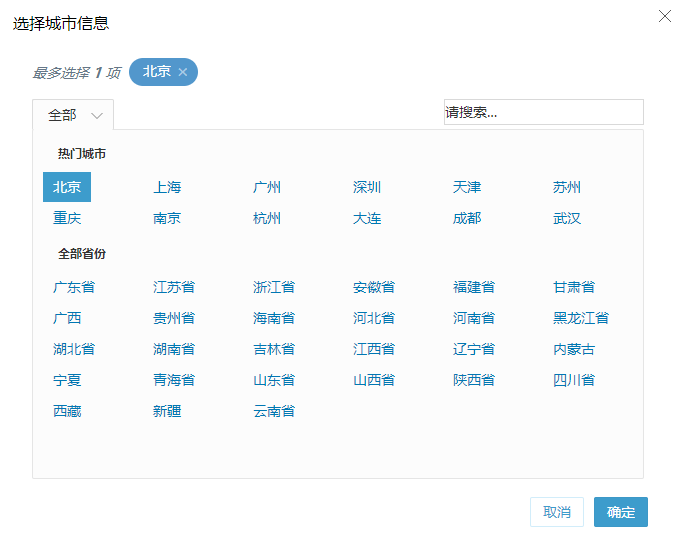 选择城市信息
最多选择 1 项 北京 ×
全部 请搜索...
热门城市
北京 上海 广州 深圳 天津 苏州
重庆 南京 杭州 大连 成都 武汉
全部省份
广东省 江苏省 浙江省 安徽省 福建省 甘肃省
广西 贵州省 海南省 河北省 河南省 黑龙江省
湖北省 湖南省 吉林省 江西省 辽宁省 内蒙古
宁夏 青海省 山东省 山西省 陕西省 四川省
西藏 新疆 云南省
取消 确定